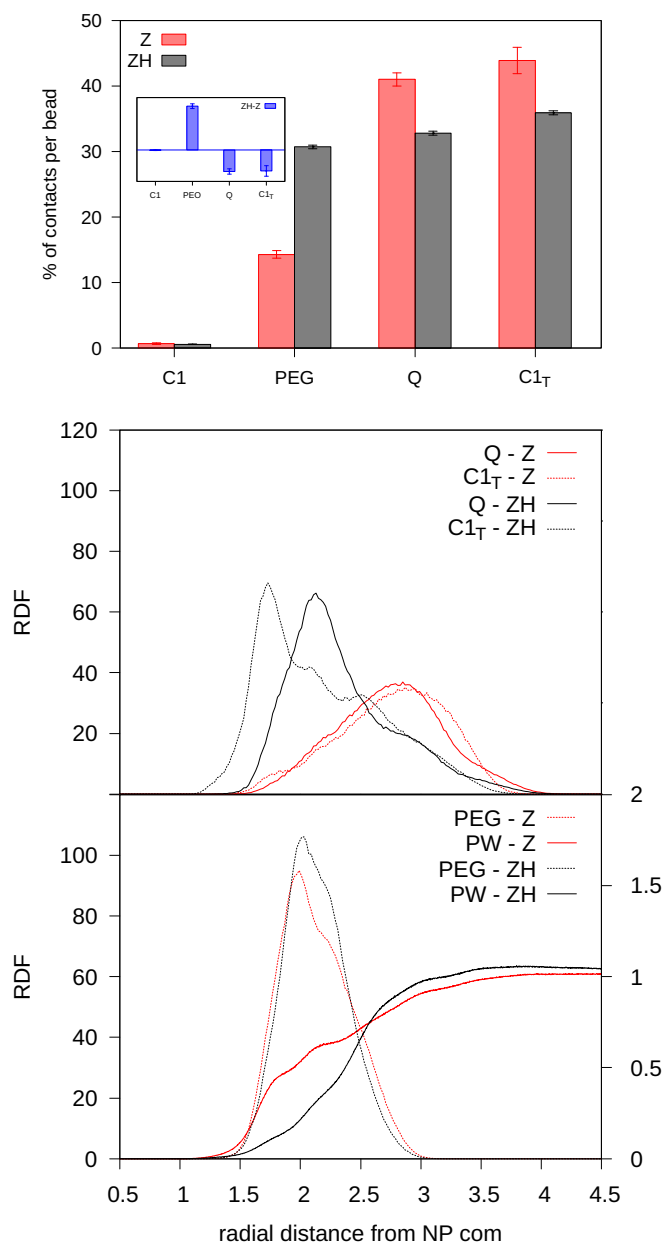 50
40
30
20
10
0
% of contacts per bead
Z
ZH
ZH-Z
C1 PEO Q C1T
C1 PEG Q C1T
120
100
80
60
40
20
RDF
Q - Z
C1T - Z
Q - ZH
C1T - ZH
2
1.5
1
0.5
0
100
80
60
40
20
0
RDF
PEG - Z
PW - Z
PEG - ZH
PW - ZH
0.5 1 1.5 2 2.5 3 3.5 4 4.5
radial distance from NP com